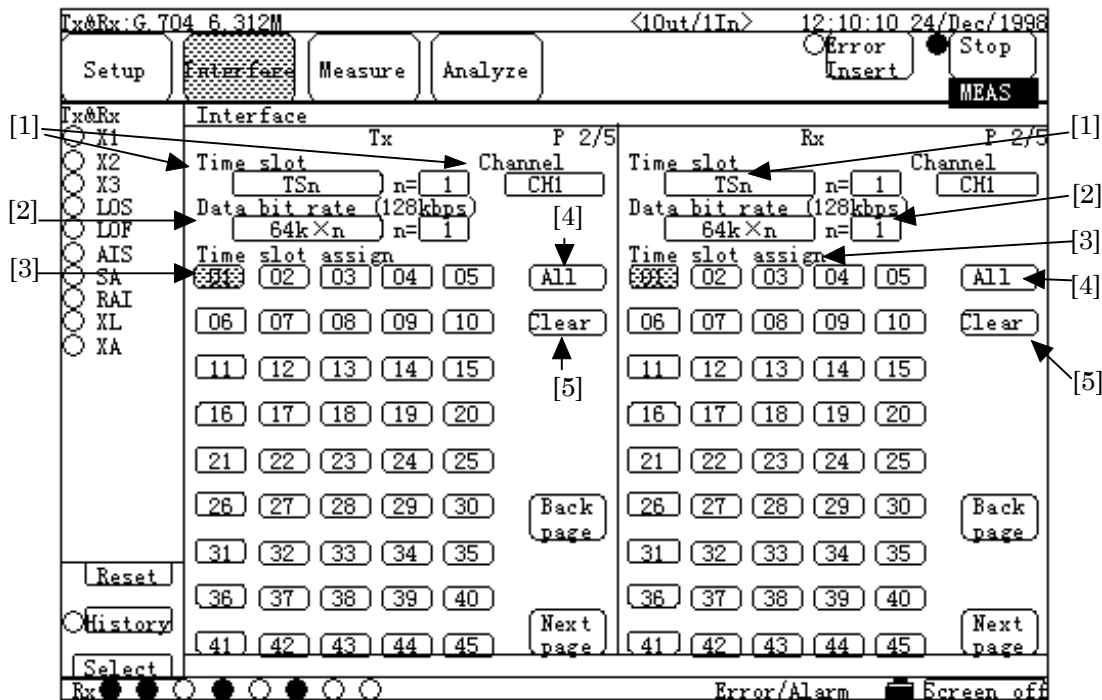 Tx&Rx:G.704 6.312M <1Out/1In> 12:10:10 24/Dec/1998
Setup Interface Measure Analyze Error Insert Stop
MEAS
Tx&Rx
X1
X2
X3
LOS
LOF
AIS
SA
RAI
XL
XA
Reset
History
Select
Interface
Tx P 2/5
Time slot Channel
TSn n= 1 CH1
Data bit rate (128kbps)
64k×n n= 1
Time slot assign
01 02 03 04 05 All
06 07 08 09 10 Clear
11 12 13 14 15
16 17 18 19 20
21 22 23 24 25
26 27 28 29 30 Back page
31 32 33 34 35
36 37 38 39 40
41 42 43 44 45 Next page
Rx P 2/5
Time slot Channel
TSn n= 1 CH1
Data bit rate (128kbps)
64k×n n= 1
Time slot assign
01 02 03 04 05 All
06 07 08 09 10 Clear
11 12 13 14 15
16 17 18 19 20
21 22 23 24 25
26 27 28 29 30 Back page
31 32 33 34 35
36 37 38 39 40
41 42 43 44 45 Next page
Rx Error/Alarm Screen off
[1]
[2]
[3]
[4]
[5]
[1]
[2]
[3]
[4]
[5]